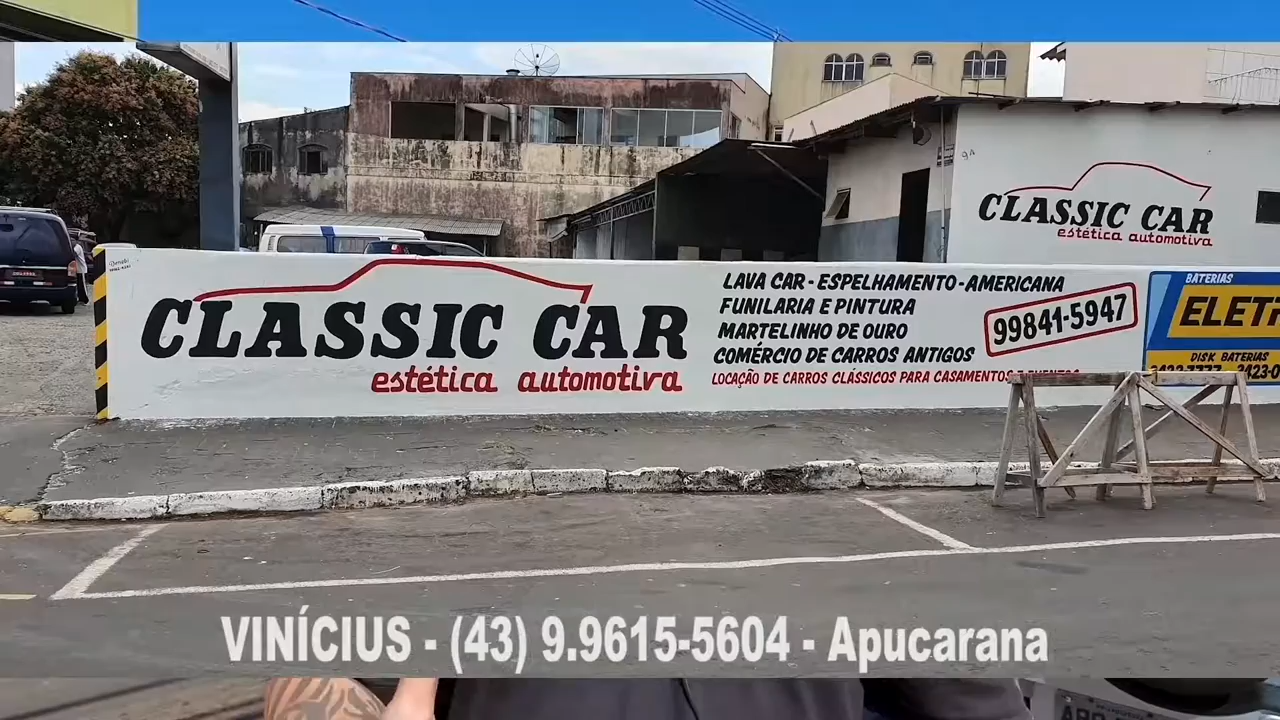 CLASSIC CAR
estética automotiva
CLASSIC CAR
estética automotiva
LAVA CAR - ESPELHAMENTO - AMERICANA
FUNILARIA E PINTURA
MARTELINHO DE OURO
COMÉRCIO DE CARROS ANTIGOS
LOCAÇÃO DE CARROS CLÁSSICOS PARA CASAMENTOS E EVENTOS
99841-5947
BATERIAS
ELET
DISK BATERIAS
VINÍCIUS - (43) 9.9615-5604 - Apucarana